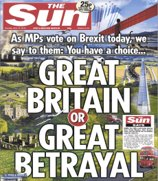 THE
Sun
As MPs vote on Brexit today, we
say to them: You have a choice...
GREAT
BRITAIN
OR
GREAT
BETRAYAL
Sun